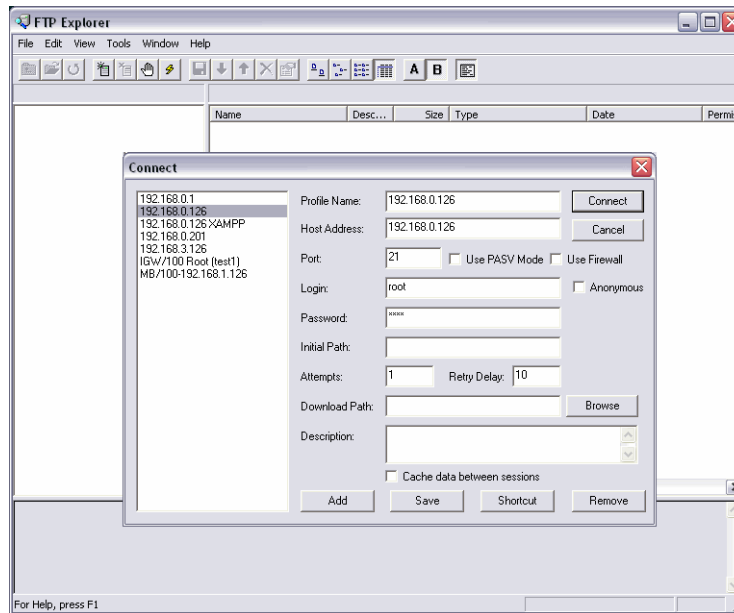 FTP Explorer
File Edit View Tools Window Help
A B
Name Desc... Size Type Date Permis
Connect
192.168.0.1
192.168.0.126
192.168.0.126 XAMPP
192.168.0.201
192.168.3.126
IGW/100 Root (test1)
MB/100-192.168.1.126
Profile Name: 192.168.0.126 Connect
Host Address: 192.168.0.126 Cancel
Port: 21 Use PASV Mode Use Firewall
Login: root Anonymous
Password: ****
Initial Path:
Attempts: 1 Retry Delay: 10
Download Path: Browse
Description:
Cache data between sessions
Add Save Shortcut Remove
For Help, press F1